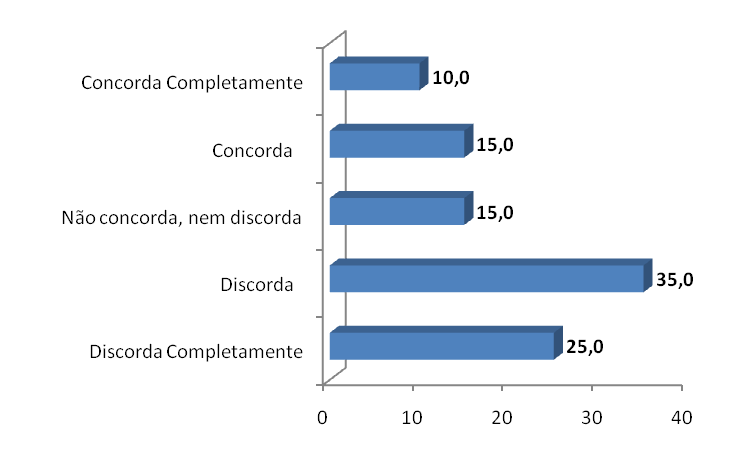 Concorda Completamente 10,0
Concorda 15,0
Não concorda, nem discorda 15,0
Discorda 35,0
Discorda Completamente 25,0
0 10 20 30 40